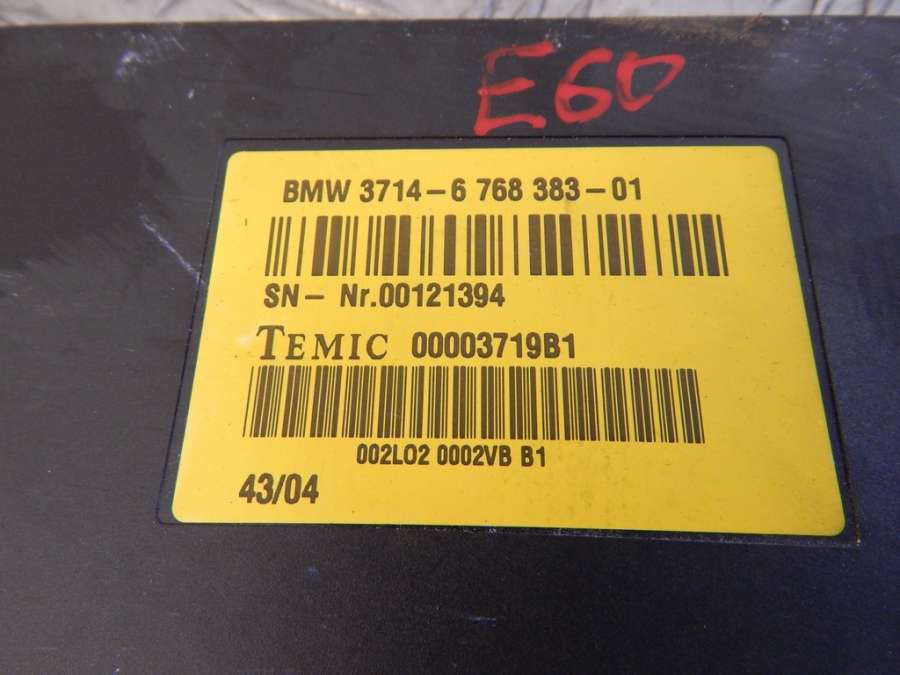 E60
BMW 3714-6 768 383-01
SN- Nr.00121394
TEMIC 00003719B1
002LO2 0002VB B1
43/04